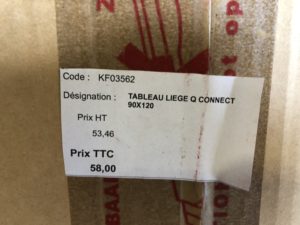 Code : KF03562
Désignation : TABLEAU LIEGE Q CONNECT
90X120
Prix HT
53,46
Prix TTC
58,00